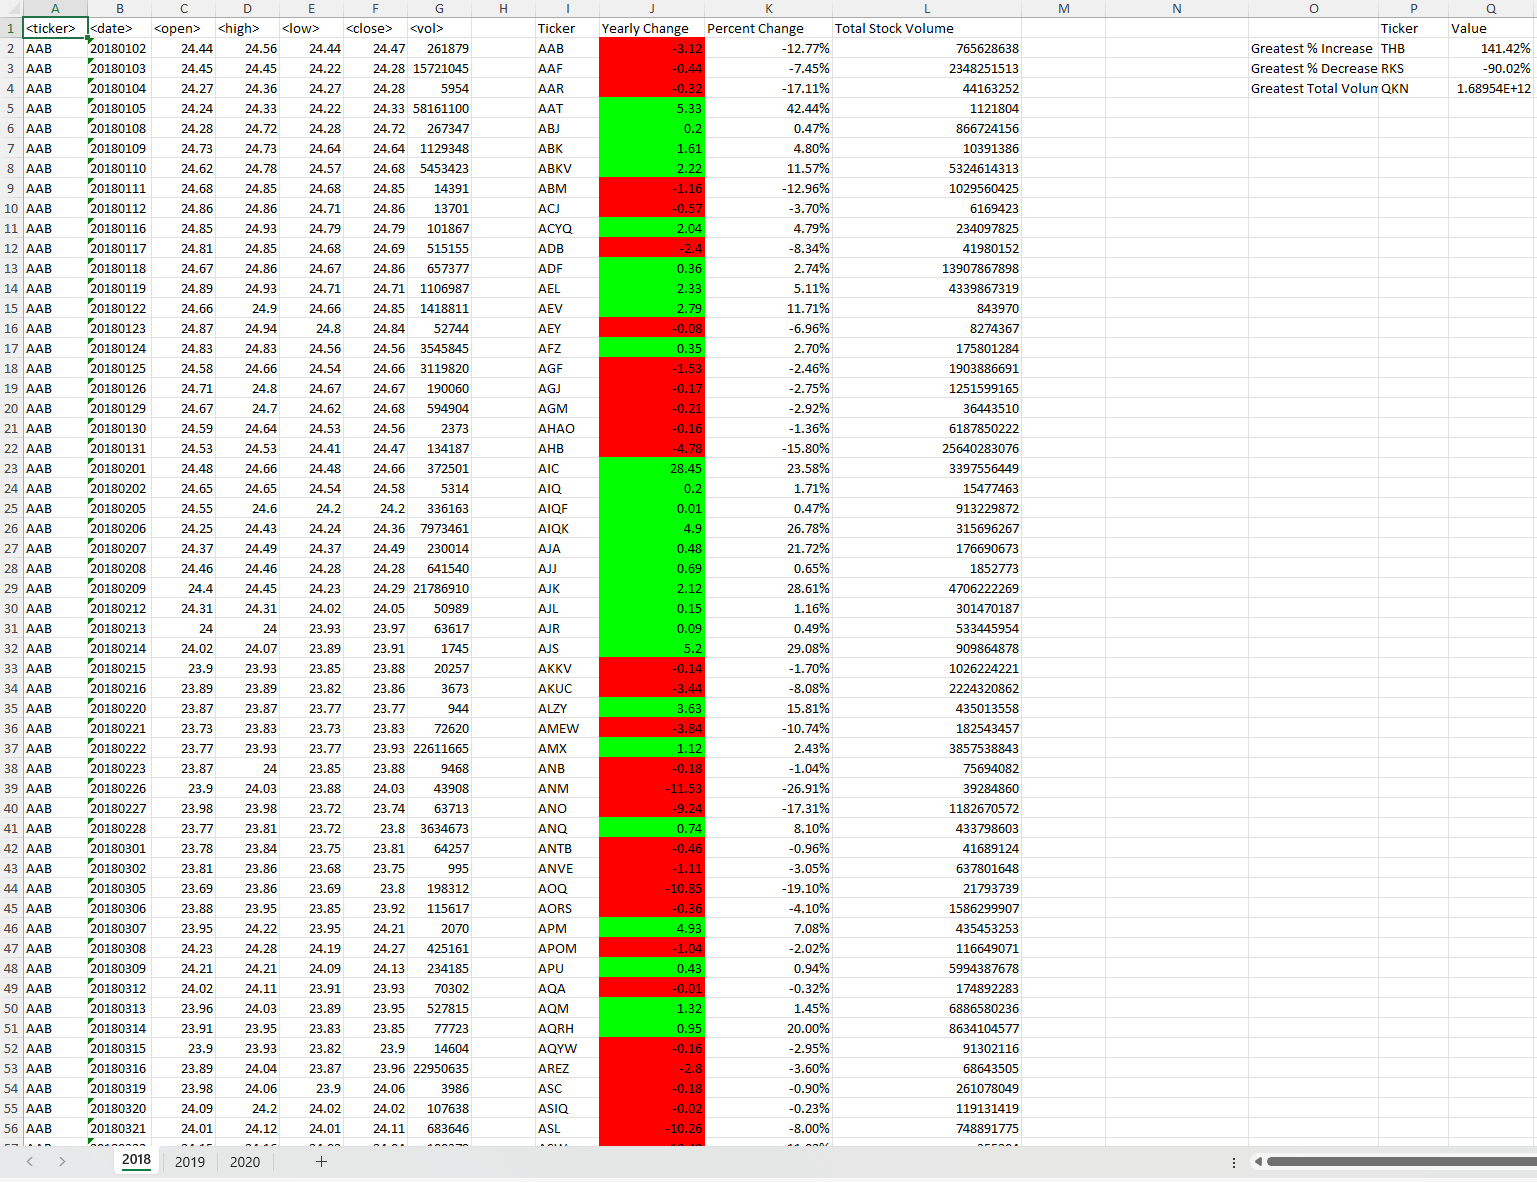 A B C D E F G H I J K L M N O P Q
1 <ticker> <date> <open> <high> <low> <close> <vol> Ticker Yearly Change Percent Change Total Stock Volume Ticker Value
2 AAB 20180102 24.44 24.56 24.44 24.47 261879 AAB -3.12 -12.77% 765628638 Greatest % Increase THB 141.42%
3 AAB 20180103 24.45 24.45 24.22 24.28 15721045 AAF -0.44 -7.45% 2348251513 Greatest % Decrease RKS -90.02%
4 AAB 20180104 24.27 24.36 24.27 24.28 5954 AAR -0.32 -17.11% 44163252 Greatest Total Volum QKN 1.68954E+12
5 AAB 20180105 24.24 24.33 24.22 24.33 58161100 AAT 5.33 42.44% 1121804
6 AAB 20180108 24.28 24.72 24.28 24.72 267347 ABJ 0.2 0.47% 866724156
7 AAB 20180109 24.73 24.73 24.64 24.64 1129348 ABK 1.61 4.80% 10391386
8 AAB 20180110 24.62 24.78 24.57 24.68 5453423 ABKV 2.22 11.57% 5324614313
9 AAB 20180111 24.68 24.85 24.68 24.85 14391 ABM -1.16 -12.96% 1029560425
10 AAB 20180112 24.86 24.86 24.71 24.86 13701 ACJ -0.57 -3.70% 6169423
11 AAB 20180116 24.85 24.93 24.79 24.79 101867 ACYQ 2.04 4.79% 234097825
12 AAB 20180117 24.81 24.85 24.68 24.69 515155 ADB -2.4 -8.34% 41980152
13 AAB 20180118 24.67 24.86 24.67 24.86 657377 ADF 0.36 2.74% 13907867898
14 AAB 20180119 24.89 24.93 24.71 24.71 1106987 AEL 2.33 5.11% 4339867319
15 AAB 20180122 24.66 24.9 24.66 24.85 1418811 AEV 2.79 11.71% 843970
16 AAB 20180123 24.87 24.94 24.8 24.84 52744 AEY -0.08 -6.96% 8274367
17 AAB 20180124 24.83 24.83 24.56 24.56 3545845 AFZ 0.35 2.70% 175801284
18 AAB 20180125 24.58 24.66 24.54 24.66 3119820 AGF -1.53 -2.46% 1903886691
19 AAB 20180126 24.71 24.8 24.67 24.67 190060 AGJ -0.17 -2.75% 1251599165
20 AAB 20180129 24.67 24.7 24.62 24.68 594904 AGM -0.21 -2.92% 36443510
21 AAB 20180130 24.59 24.64 24.53 24.56 2373 AHAO -0.16 -1.36% 6187850222
22 AAB 20180131 24.53 24.53 24.41 24.47 134187 AHB -4.78 -15.80% 25640283076
23 AAB 20180201 24.48 24.66 24.48 24.66 372501 AIC 28.45 23.58% 3397556449
24 AAB 20180202 24.65 24.65 24.54 24.58 5314 AIQ 0.2 1.71% 15477463
25 AAB 20180205 24.55 24.6 24.2 24.2 336163 AIQF 0.01 0.47% 913229872
26 AAB 20180206 24.25 24.43 24.24 24.36 7973461 AIQK 4.9 26.78% 315696267
27 AAB 20180207 24.37 24.49 24.37 24.49 230014 AJA 0.48 21.72% 176690673
28 AAB 20180208 24.46 24.46 24.28 24.28 641540 AJJ 0.69 0.65% 1852773
29 AAB 20180209 24.4 24.45 24.23 24.29 21786910 AJK 2.12 28.61% 4706222269
30 AAB 20180212 24.31 24.31 24.02 24.05 50989 AJL 0.15 1.16% 301470187
31 AAB 20180213 24 24 23.93 23.97 63617 AJR 0.09 0.49% 533445954
32 AAB 20180214 24.02 24.07 23.89 23.91 1745 AJS 5.2 29.08% 909864878
33 AAB 20180215 23.9 23.93 23.85 23.88 20257 AKKV -0.14 -1.70% 1026224221
34 AAB 20180216 23.89 23.89 23.82 23.86 3673 AKUC -3.44 -8.08% 2224320862
35 AAB 20180220 23.87 23.87 23.77 23.77 944 ALZY 3.63 15.81% 435013558
36 AAB 20180221 23.73 23.83 23.73 23.83 72620 AMEW -3.84 -10.74% 182543457
37 AAB 20180222 23.77 23.93 23.77 23.93 22611665 AMX 1.12 2.43% 3857538843
38 AAB 20180223 23.87 24 23.85 23.88 9468 ANB -0.18 -1.04% 75694082
39 AAB 20180226 23.9 24.03 23.88 24.03 43908 ANM -11.53 -26.91% 39284860
40 AAB 20180227 23.98 23.98 23.72 23.74 63713 ANO -9.24 -17.31% 1182670572
41 AAB 20180228 23.77 23.81 23.72 23.8 3634673 ANQ 0.74 8.10% 433798603
42 AAB 20180301 23.78 23.84 23.75 23.81 64257 ANTB -0.46 -0.96% 41689124
43 AAB 20180302 23.81 23.86 23.68 23.75 995 ANVE -1.11 -3.05% 637801648
44 AAB 20180305 23.69 23.86 23.69 23.8 198312 AOQ -10.85 -19.10% 21793739
45 AAB 20180306 23.88 23.95 23.85 23.92 115617 AORS -0.36 -4.10% 1586299907
46 AAB 20180307 23.95 24.22 23.95 24.21 2070 APM 4.93 7.08% 435453253
47 AAB 20180308 24.23 24.28 24.19 24.27 425161 APOM -1.04 -2.02% 116649071
48 AAB 20180309 24.21 24.21 24.09 24.13 234185 APU 0.43 0.94% 5994387678
49 AAB 20180312 24.02 24.11 23.91 23.93 70302 AQA -0.01 -0.32% 174892283
50 AAB 20180313 23.96 24.03 23.89 23.95 527815 AQM 1.32 1.45% 6886580236
51 AAB 20180314 23.91 23.95 23.83 23.85 77723 AQRH 0.95 20.00% 8634104577
52 AAB 20180315 23.9 23.93 23.82 23.9 14604 AQYW -0.16 -2.95% 91302116
53 AAB 20180316 23.89 24.04 23.87 23.96 22950635 AREZ -2.8 -3.60% 68643505
54 AAB 20180319 23.98 24.06 23.9 24.06 3986 ASC -0.18 -0.90% 261078049
55 AAB 20180320 24.09 24.2 24.02 24.02 107638 ASIQ -0.02 -0.23% 119131419
56 AAB 20180321 24.01 24.12 24.01 24.11 683646 ASL -10.26 -8.00% 748891775
2018 2019 2020